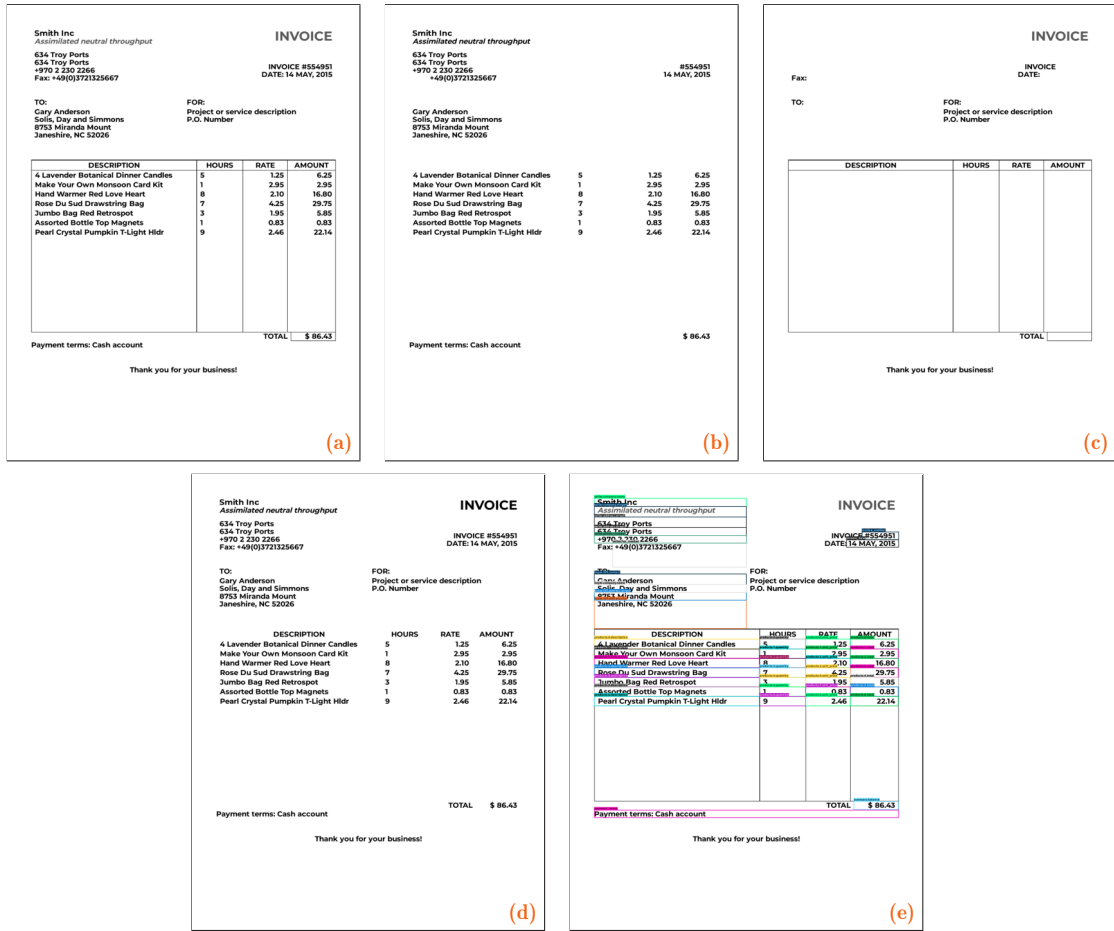 Smith Inc
Assimilated neutral throughput
INVOICE
634 Troy Ports
634 Troy Ports
+970 2 230 2266
Fax: +49(0)3721325667
INVOICE #554951
DATE: 14 MAY, 2015
TO:
Gary Anderson
Solis, Day and Simmons
8753 Miranda Mount
Janeshire, NC 52026
FOR:
Project or service description
P.O. Number
DESCRIPTION HOURS RATE AMOUNT
4 Lavender Botanical Dinner Candles 5 1.25 6.25
Make Your Own Monsoon Card Kit 1 2.95 2.95
Hand Warmer Red Love Heart 8 2.10 16.80
Rose Du Sud Drawstring Bag 7 4.25 29.75
Jumbo Bag Red Retrospot 3 1.95 5.85
Assorted Bottle Top Magnets 1 0.83 0.83
Pearl Crystal Pumpkin T-Light Hldr 9 2.46 22.14
TOTAL $ 86.43
Payment terms: Cash account
Thank you for your business!
(a)
Smith Inc
Assimilated neutral throughput
634 Troy Ports
634 Troy Ports
+970 2 230 2266
+49(0)3721325667
#554951
14 MAY, 2015
Gary Anderson
Solis, Day and Simmons
8753 Miranda Mount
Janeshire, NC 52026
4 Lavender Botanical Dinner Candles 5 1.25 6.25
Make Your Own Monsoon Card Kit 1 2.95 2.95
Hand Warmer Red Love Heart 8 2.10 16.80
Rose Du Sud Drawstring Bag 7 4.25 29.75
Jumbo Bag Red Retrospot 3 1.95 5.85
Assorted Bottle Top Magnets 1 0.83 0.83
Pearl Crystal Pumpkin T-Light Hldr 9 2.46 22.14
$ 86.43
Payment terms: Cash account
(b)
INVOICE
INVOICE
DATE:
Fax:
TO:
FOR:
Project or service description
P.O. Number
DESCRIPTION HOURS RATE AMOUNT
TOTAL
Thank you for your business!
(c)
Smith Inc
Assimilated neutral throughput
INVOICE
634 Troy Ports
634 Troy Ports
+970 2 230 2266
Fax: +49(0)3721325667
INVOICE #554951
DATE: 14 MAY, 2015
TO:
Gary Anderson
Solis, Day and Simmons
8753 Miranda Mount
Janeshire, NC 52026
FOR:
Project or service description
P.O. Number
DESCRIPTION HOURS RATE AMOUNT
4 Lavender Botanical Dinner Candles 5 1.25 6.25
Make Your Own Monsoon Card Kit 1 2.95 2.95
Hand Warmer Red Love Heart 8 2.10 16.80
Rose Du Sud Drawstring Bag 7 4.25 29.75
Jumbo Bag Red Retrospot 3 1.95 5.85
Assorted Bottle Top Magnets 1 0.83 0.83
Pearl Crystal Pumpkin T-Light Hldr 9 2.46 22.14
TOTAL $ 86.43
Payment terms: Cash account
Thank you for your business!
(d)
Smith Inc
Assimilated neutral throughput
INVOICE
634 Troy Ports
634 Troy Ports
+970 2 230 2266
Fax: +49(0)3721325667
INVOICE #554951
DATE: 14 MAY, 2015
TO:
Gary Anderson
Solis, Day and Simmons
8753 Miranda Mount
Janeshire, NC 52026
FOR:
Project or service description
P.O. Number
DESCRIPTION HOURS RATE AMOUNT
4 Lavender Botanical Dinner Candles 5 1.25 6.25
Make Your Own Monsoon Card Kit 1 2.95 2.95
Hand Warmer Red Love Heart 8 2.10 16.80
Rose Du Sud Drawstring Bag 7 4.25 29.75
Jumbo Bag Red Retrospot 3 1.95 5.85
Assorted Bottle Top Magnets 1 0.83 0.83
Pearl Crystal Pumpkin T-Light Hldr 9 2.46 22.14
TOTAL $ 86.43
Payment terms: Cash account
Thank you for your business!
(e)